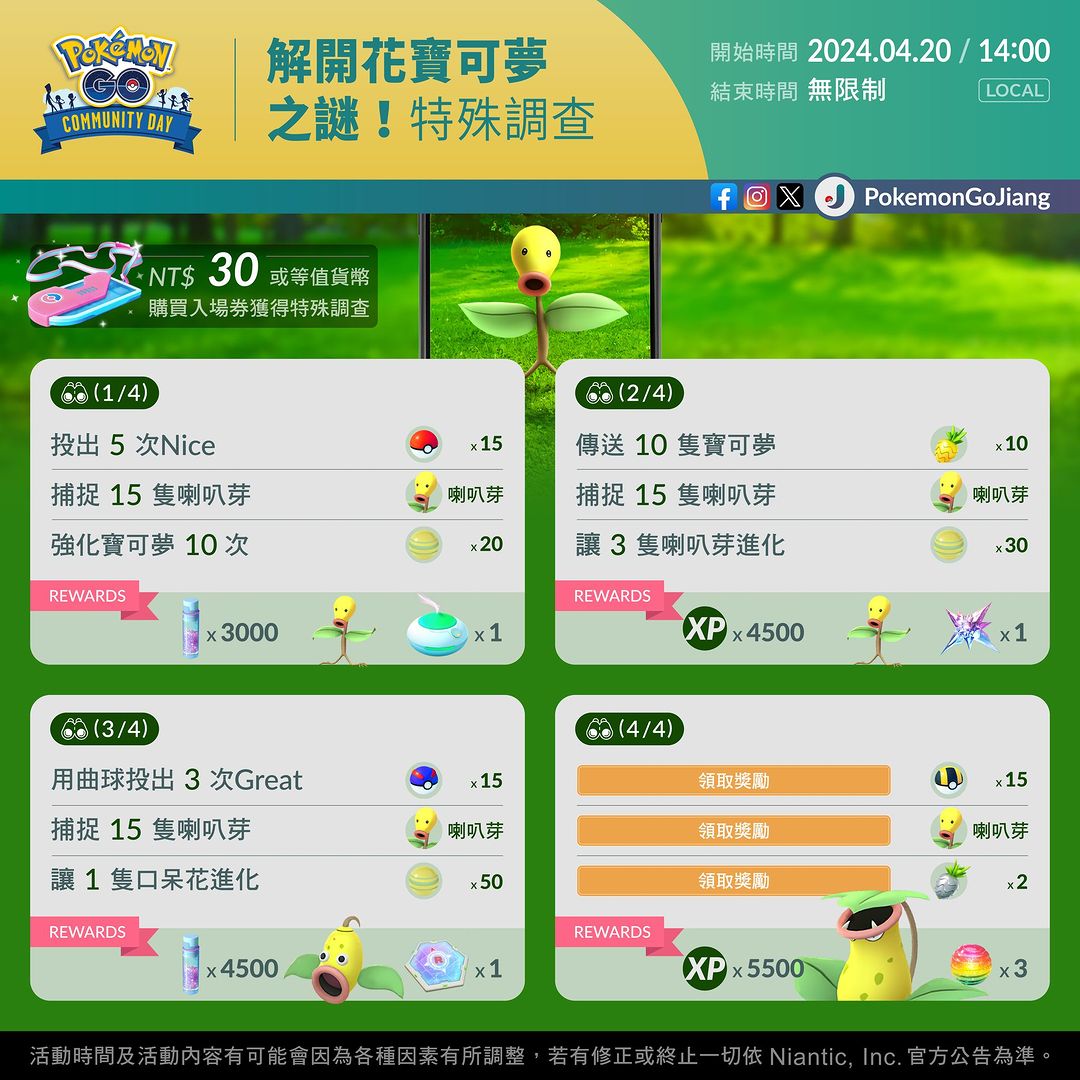 POKéMON
GO
COMMUNITY DAY
解開花寶可夢
之謎！特殊調查
開始時間 2024.04.20 / 14:00
結束時間 無限制 LOCAL
PokemonGoJiang
NT$ 30 或等值貨幣
購買入場券獲得特殊調查
(1/4)
投出 5 次Nice x15
捕捉 15 隻喇叭芽 喇叭芽
強化寶可夢 10 次 x20
REWARDS
x3000 x1
(2/4)
傳送 10 隻寶可夢 x10
捕捉 15 隻喇叭芽 喇叭芽
讓 3 隻喇叭芽進化 x30
REWARDS
XP x4500 x1
(3/4)
用曲球投出 3 次Great x15
捕捉 15 隻喇叭芽 喇叭芽
讓 1 隻口呆花進化 x50
REWARDS
x4500 x1
(4/4)
領取獎勵 x15
領取獎勵 喇叭芽
領取獎勵 x2
REWARDS
XP x5500 x3
活動時間及活動內容有可能會因為各種因素有所調整，若有修正或終止一切依 Niantic, Inc. 官方公告為準。